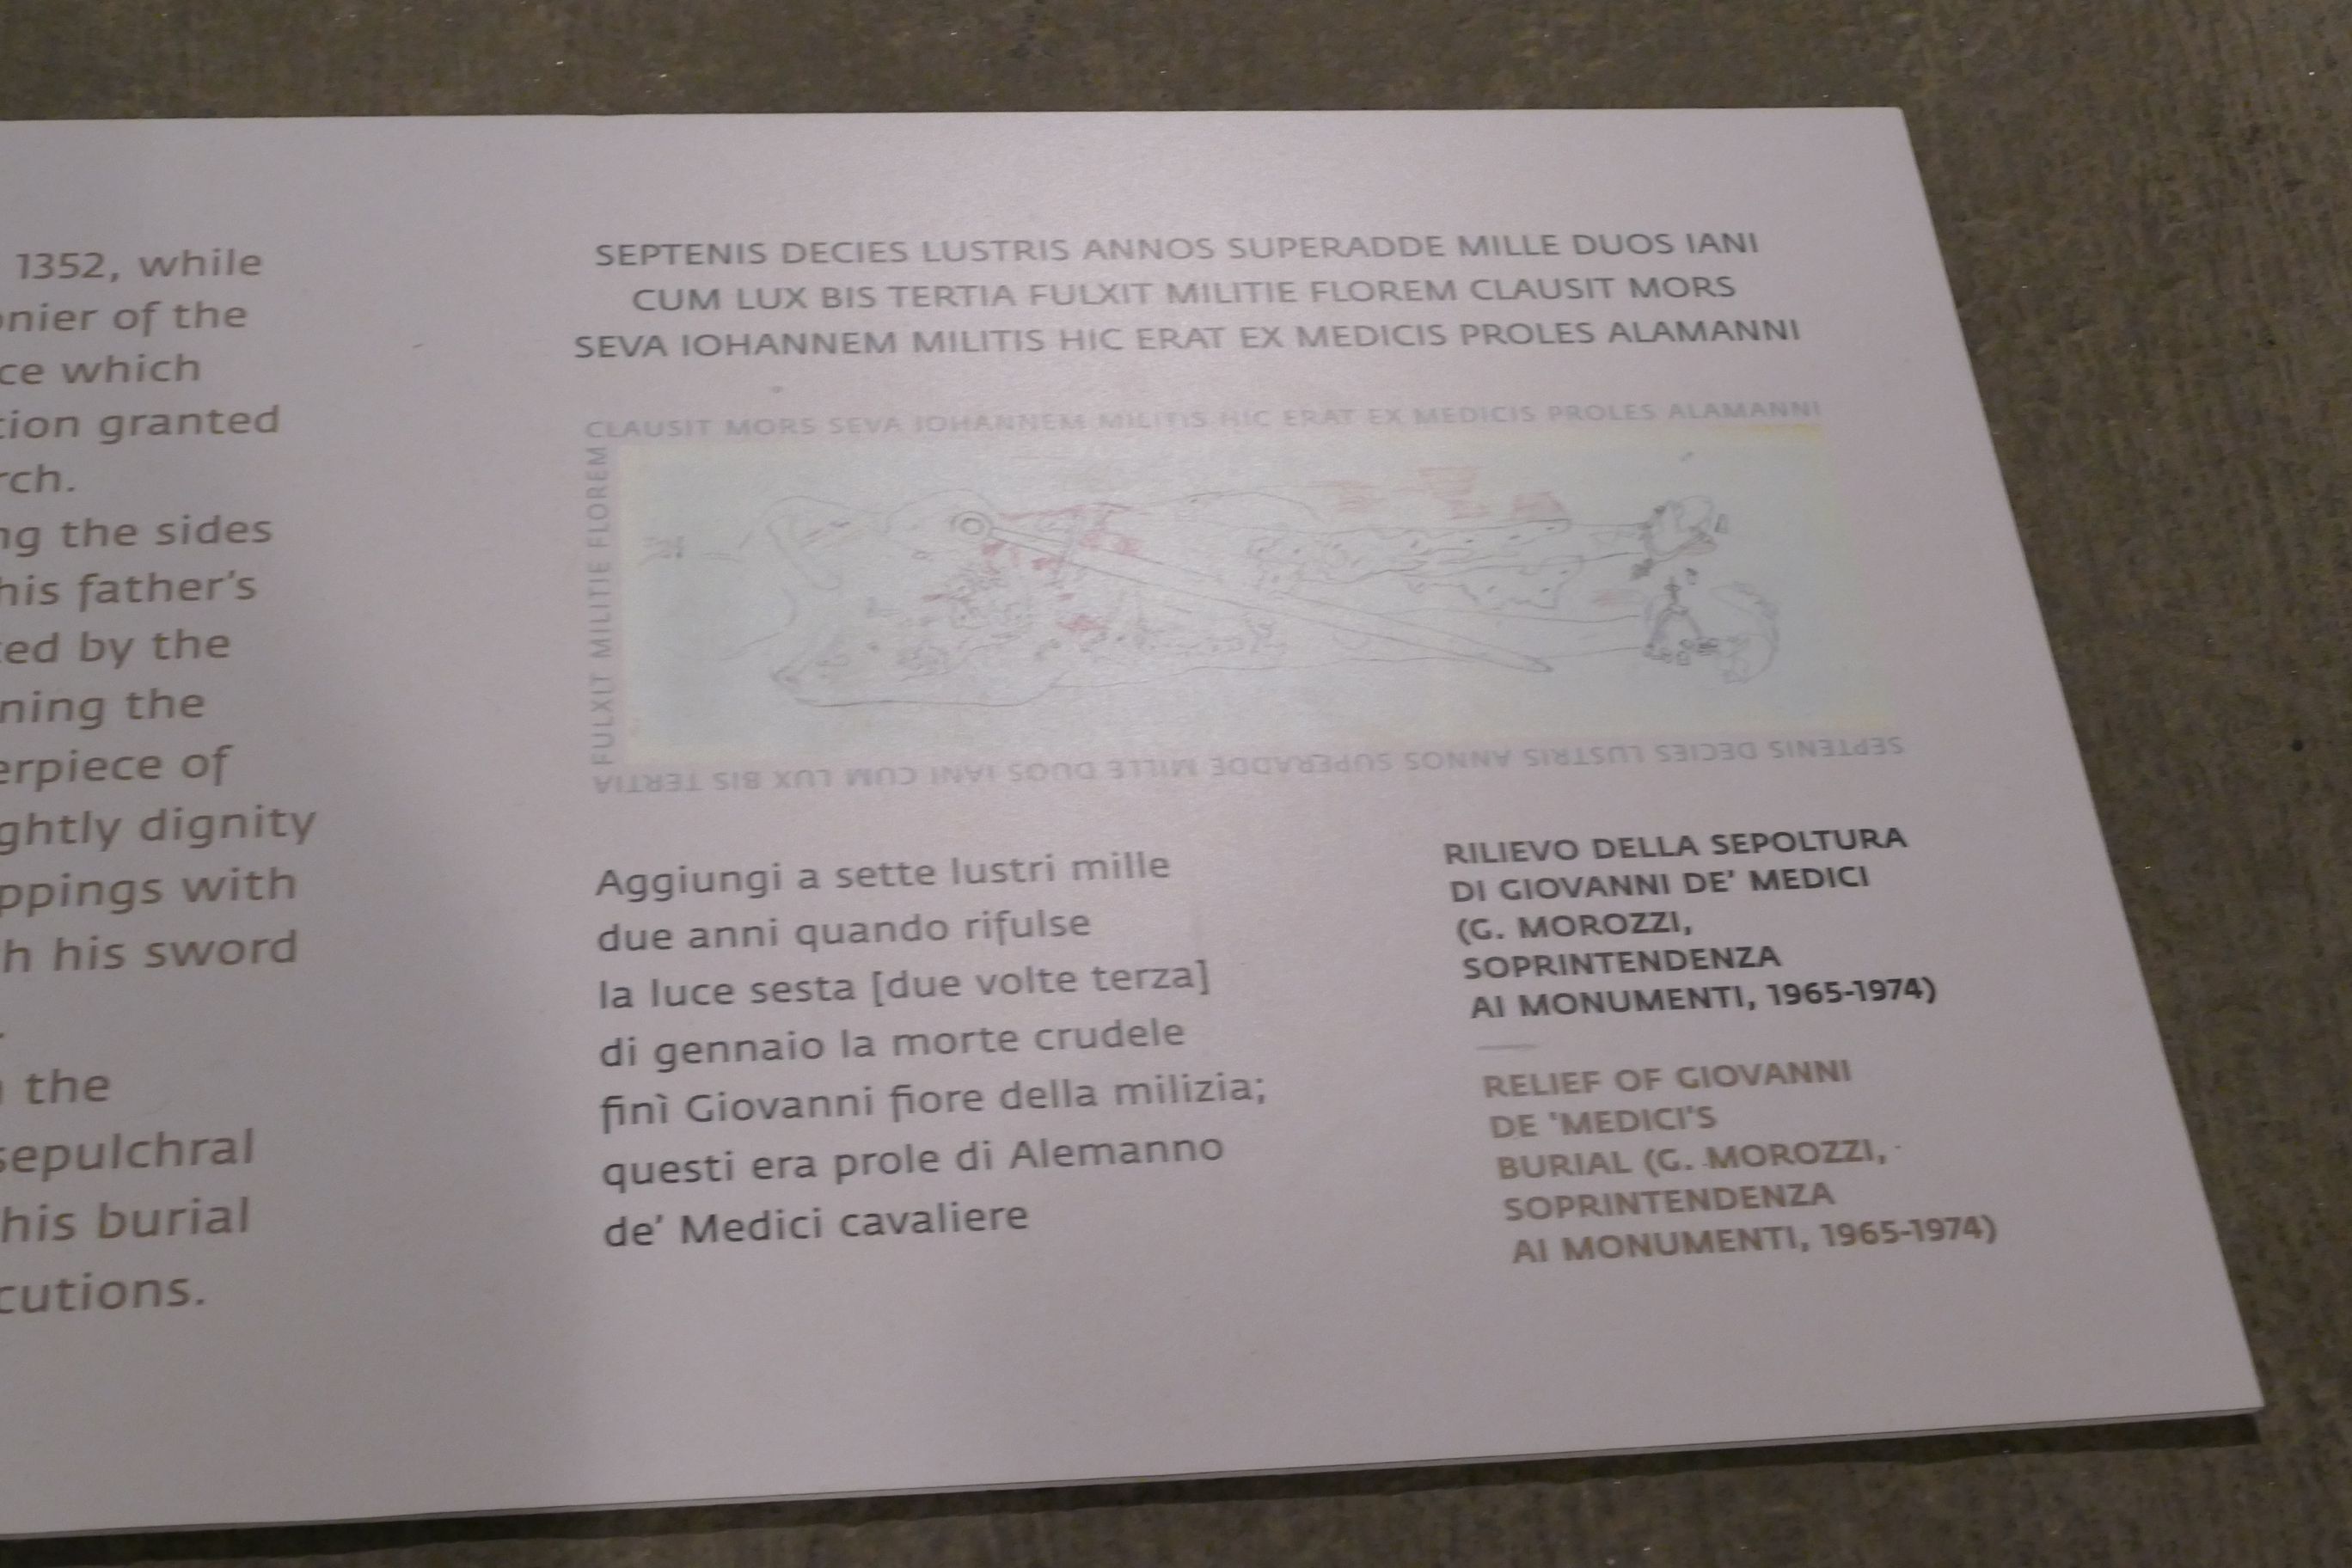 1352, while
onier of the
ce which
tion granted
rch.
ng the sides
his father's
ted by the
ning the
erpiece of
ghtly dignity
ppings with
h his sword
.
the
sepulchral
his burial
cutions.
SEPTENIS DECIES LUSTRIS ANNOS SUPERADDE MILLE DUOS IANI
CUM LUX BIS TERTIA FULXIT MILITIE FLOREM CLAUSIT MORS
SEVA IOHANNEM MILITIS HIC ERAT EX MEDICIS PROLES ALAMANNI
CLAUSIT MORS SEVA IOHANNEM MILITIS HIC ERAT EX MEDICIS PROLES ALAMANNI
FULXIT MILITIE FLOREM
SEPTENIS DECIES LUSTRIS ANNOS SUPERADDE MILLE DUOS IANI CUM LUX BIS TERTIA
Aggiungi a sette lustri mille
due anni quando rifulse
la luce sesta [due volte terza]
di gennaio la morte crudele
finì Giovanni fiore della milizia;
questi era prole di Alemanno
de' Medici cavaliere
RILIEVO DELLA SEPOLTURA
DI GIOVANNI DE' MEDICI
(G. MOROZZI,
SOPRINTENDENZA
AI MONUMENTI, 1965-1974)
RELIEF OF GIOVANNI
DE 'MEDICI'S
BURIAL (G. MOROZZI,
SOPRINTENDENZA
AI MONUMENTI, 1965-1974)